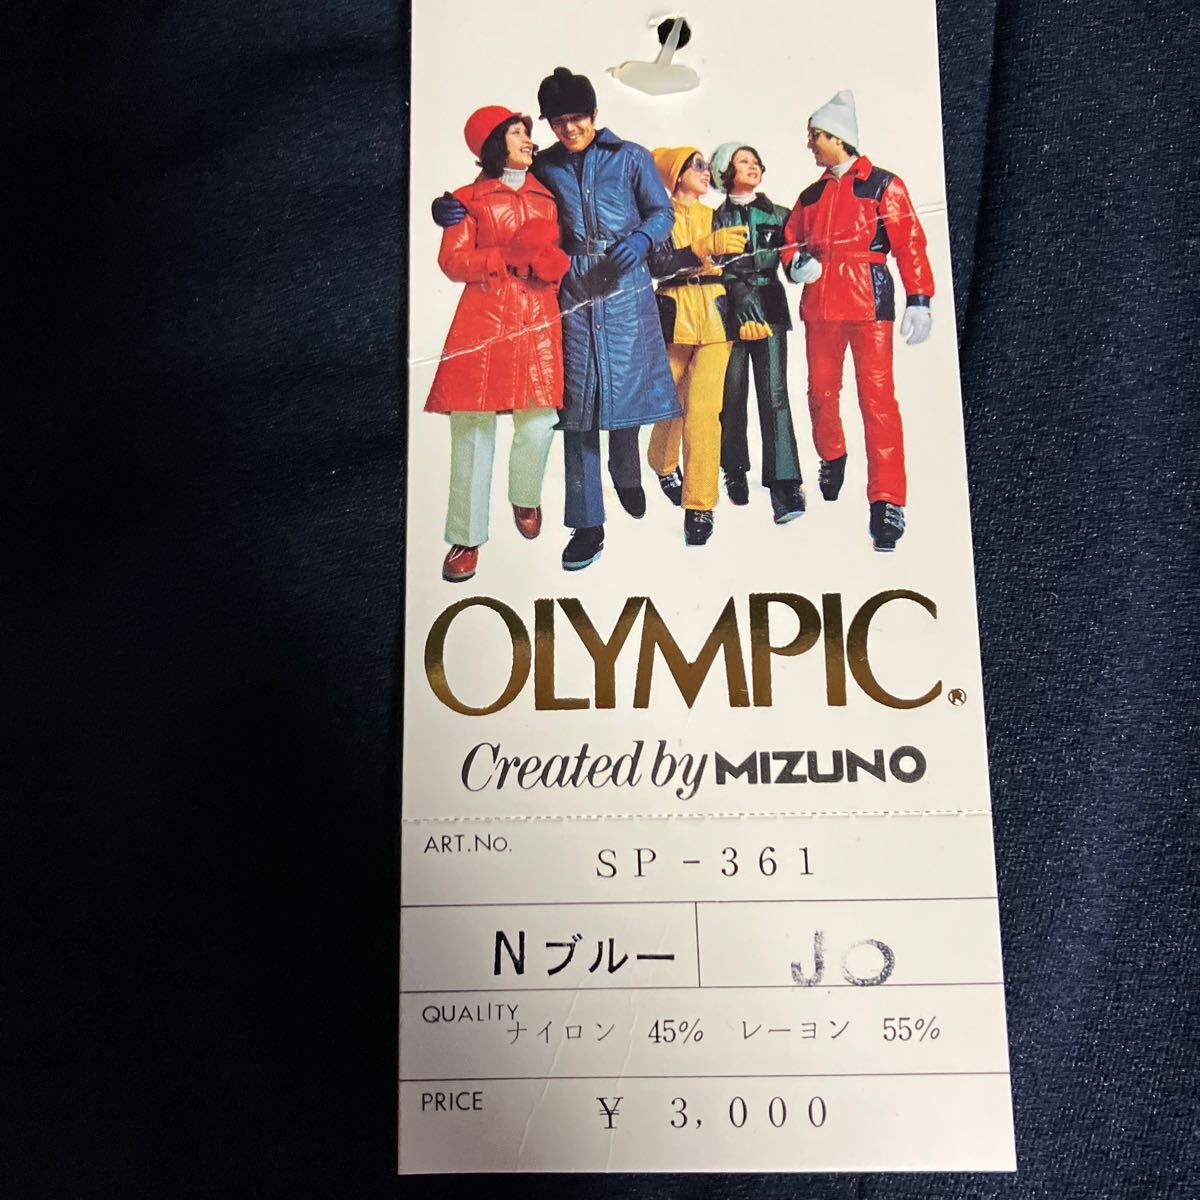 OLYMPIC®
Created by MIZUNO
ART.No. SP-361
Nブルー JO
QUALITY ナイロン 45% レーヨン 55%
PRICE ¥ 3,000